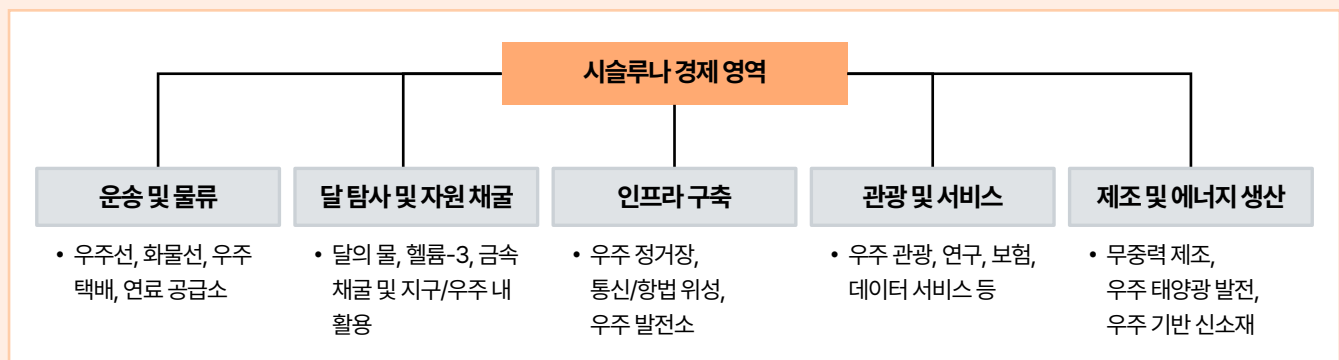 시슬루나 경제 영역
운송 및 물류
• 우주선, 화물선, 우주
택배, 연료 공급소
달 탐사 및 자원 채굴
• 달의 물, 헬륨-3, 금속
채굴 및 지구/우주 내
활용
인프라 구축
• 우주 정거장,
통신/항법 위성,
우주 발전소
관광 및 서비스
• 우주 관광, 연구, 보험,
데이터 서비스 등
제조 및 에너지 생산
• 무중력 제조,
우주 태양광 발전,
우주 기반 신소재